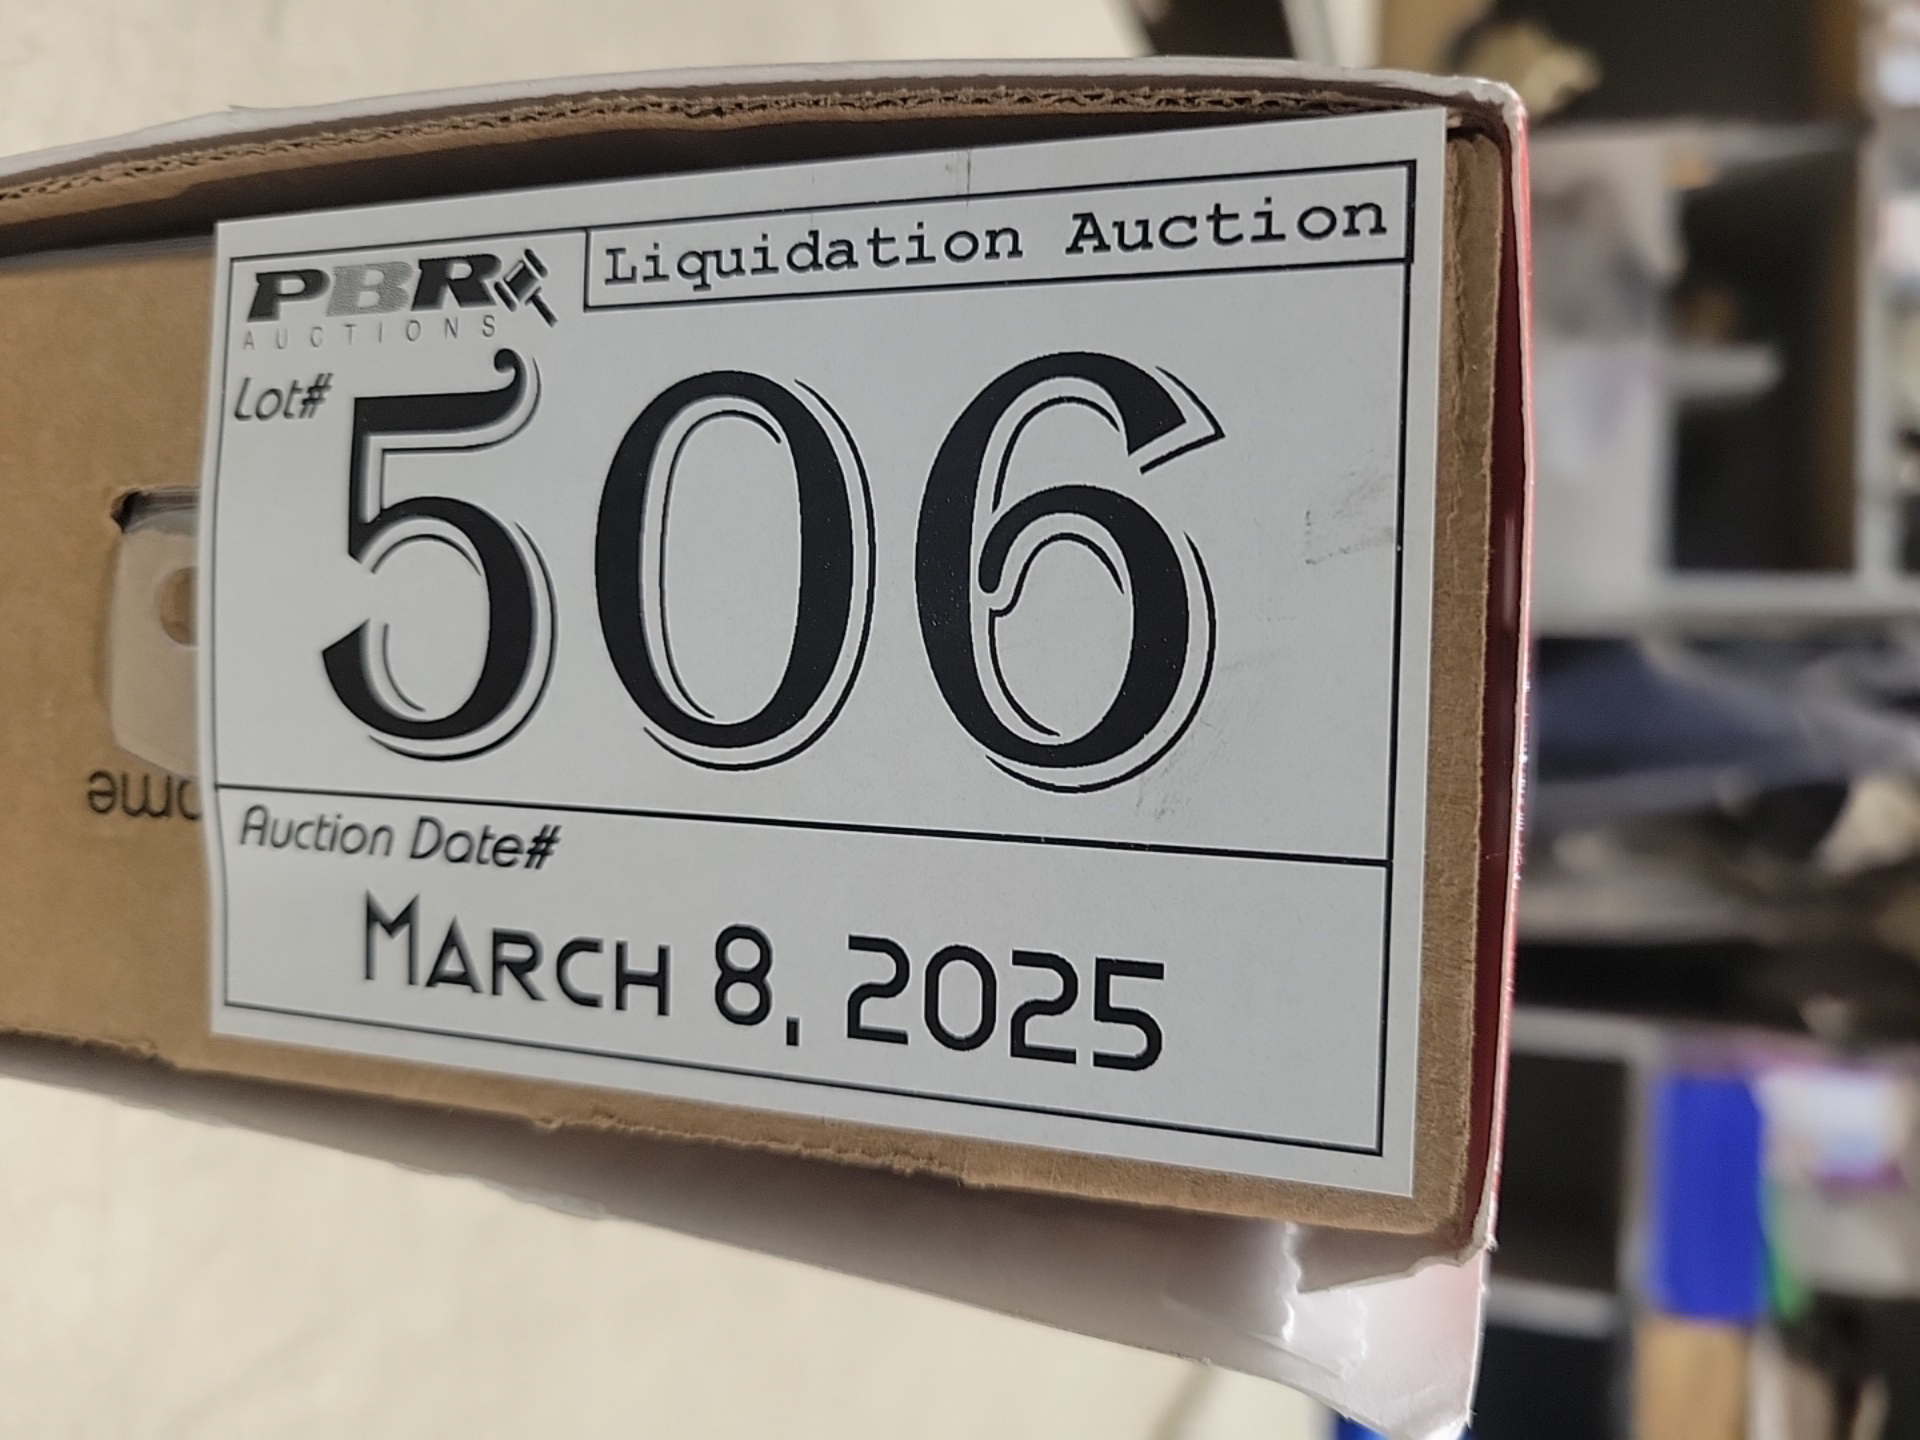 PBR
AUCTIONS
Liquidation Auction
Lot#
506
Auction Date#
MARCH 8, 2025